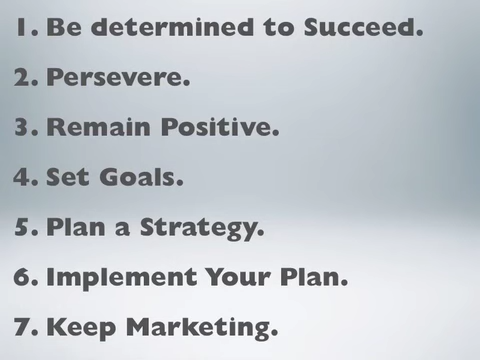 1. Be determined to Succeed.
2. Persevere.
3. Remain Positive.
4. Set Goals.
5. Plan a Strategy.
6. Implement Your Plan.
7. Keep Marketing.